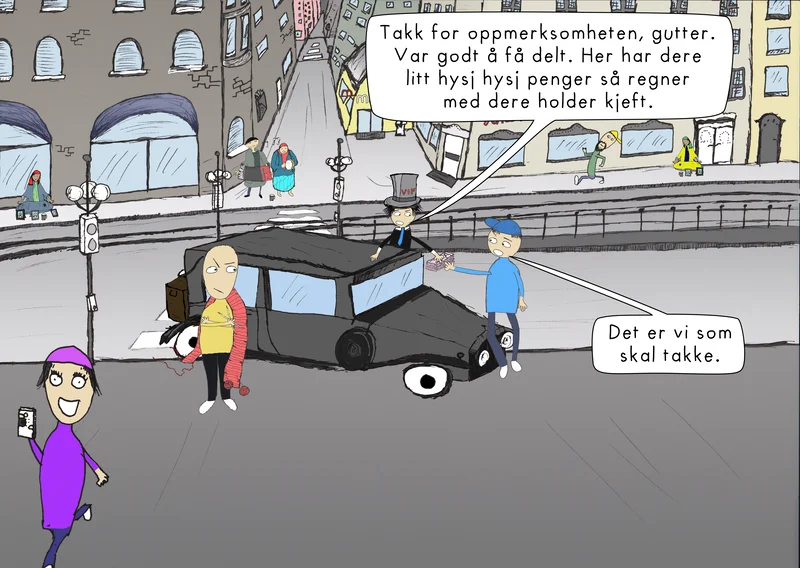 Takk for oppmerksomheten, gutter.
Var godt å få delt. Her har dere
litt hysj hysj penger så regner
med dere holder kjeft.
VIP
Det er vi som
skal takke.